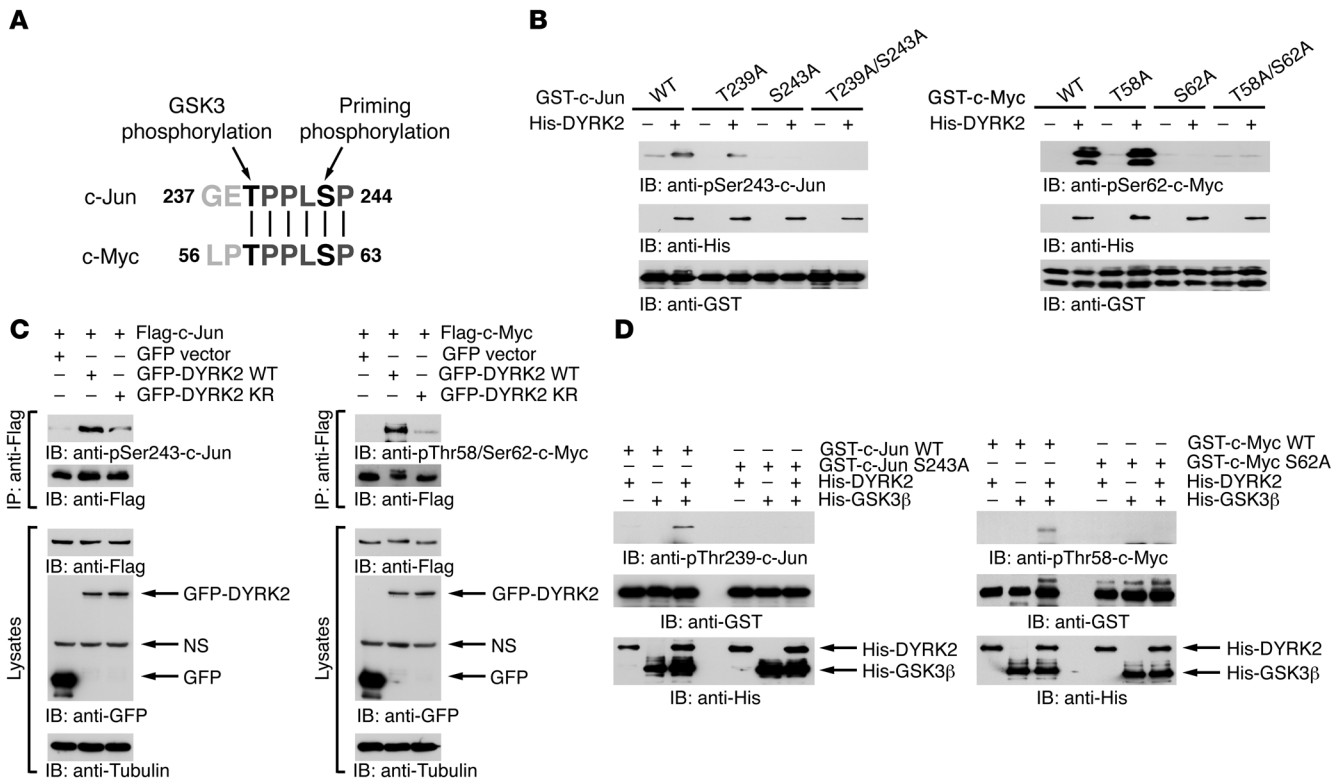 A
GSK3
phosphorylation
Priming
phosphorylation
c-Jun 237 GETPPLSP 244
c-Myc 56 LPTPPLSP 63
B
GST-c-Jun WT T239A S243A T239A/S243A
His-DYRK2 – + – + – + – +
IB: anti-pSer243-c-Jun
IB: anti-His
IB: anti-GST
GST-c-Myc WT T58A S62A T58A/S62A
His-DYRK2 – + – + – + – +
IB: anti-pSer62-c-Myc
IB: anti-His
IB: anti-GST
C
+ + + Flag-c-Jun
+ – – GFP vector
– + – GFP-DYRK2 WT
– – + GFP-DYRK2 KR
IP: anti-Flag
IB: anti-pSer243-c-Jun
IB: anti-Flag
Lysates
IB: anti-Flag
GFP-DYRK2
NS
GFP
IB: anti-GFP
IB: anti-Tubulin
+ + + Flag-c-Myc
+ – – GFP vector
– + – GFP-DYRK2 WT
– – + GFP-DYRK2 KR
IP: anti-Flag
IB: anti-pThr58/Ser62-c-Myc
IB: anti-Flag
Lysates
IB: anti-Flag
GFP-DYRK2
NS
GFP
IB: anti-GFP
IB: anti-Tubulin
D
+ + + – – – GST-c-Jun WT
– – – + + + GST-c-Jun S243A
+ – + + – + His-DYRK2
– + + – + + His-GSK3β
IB: anti-pThr239-c-Jun
IB: anti-GST
His-DYRK2
His-GSK3β
IB: anti-His
+ + + – – – GST-c-Myc WT
– – – + + + GST-c-Myc S62A
+ – + + – + His-DYRK2
– + + – + + His-GSK3β
IB: anti-pThr58-c-Myc
IB: anti-GST
His-DYRK2
His-GSK3β
IB: anti-His